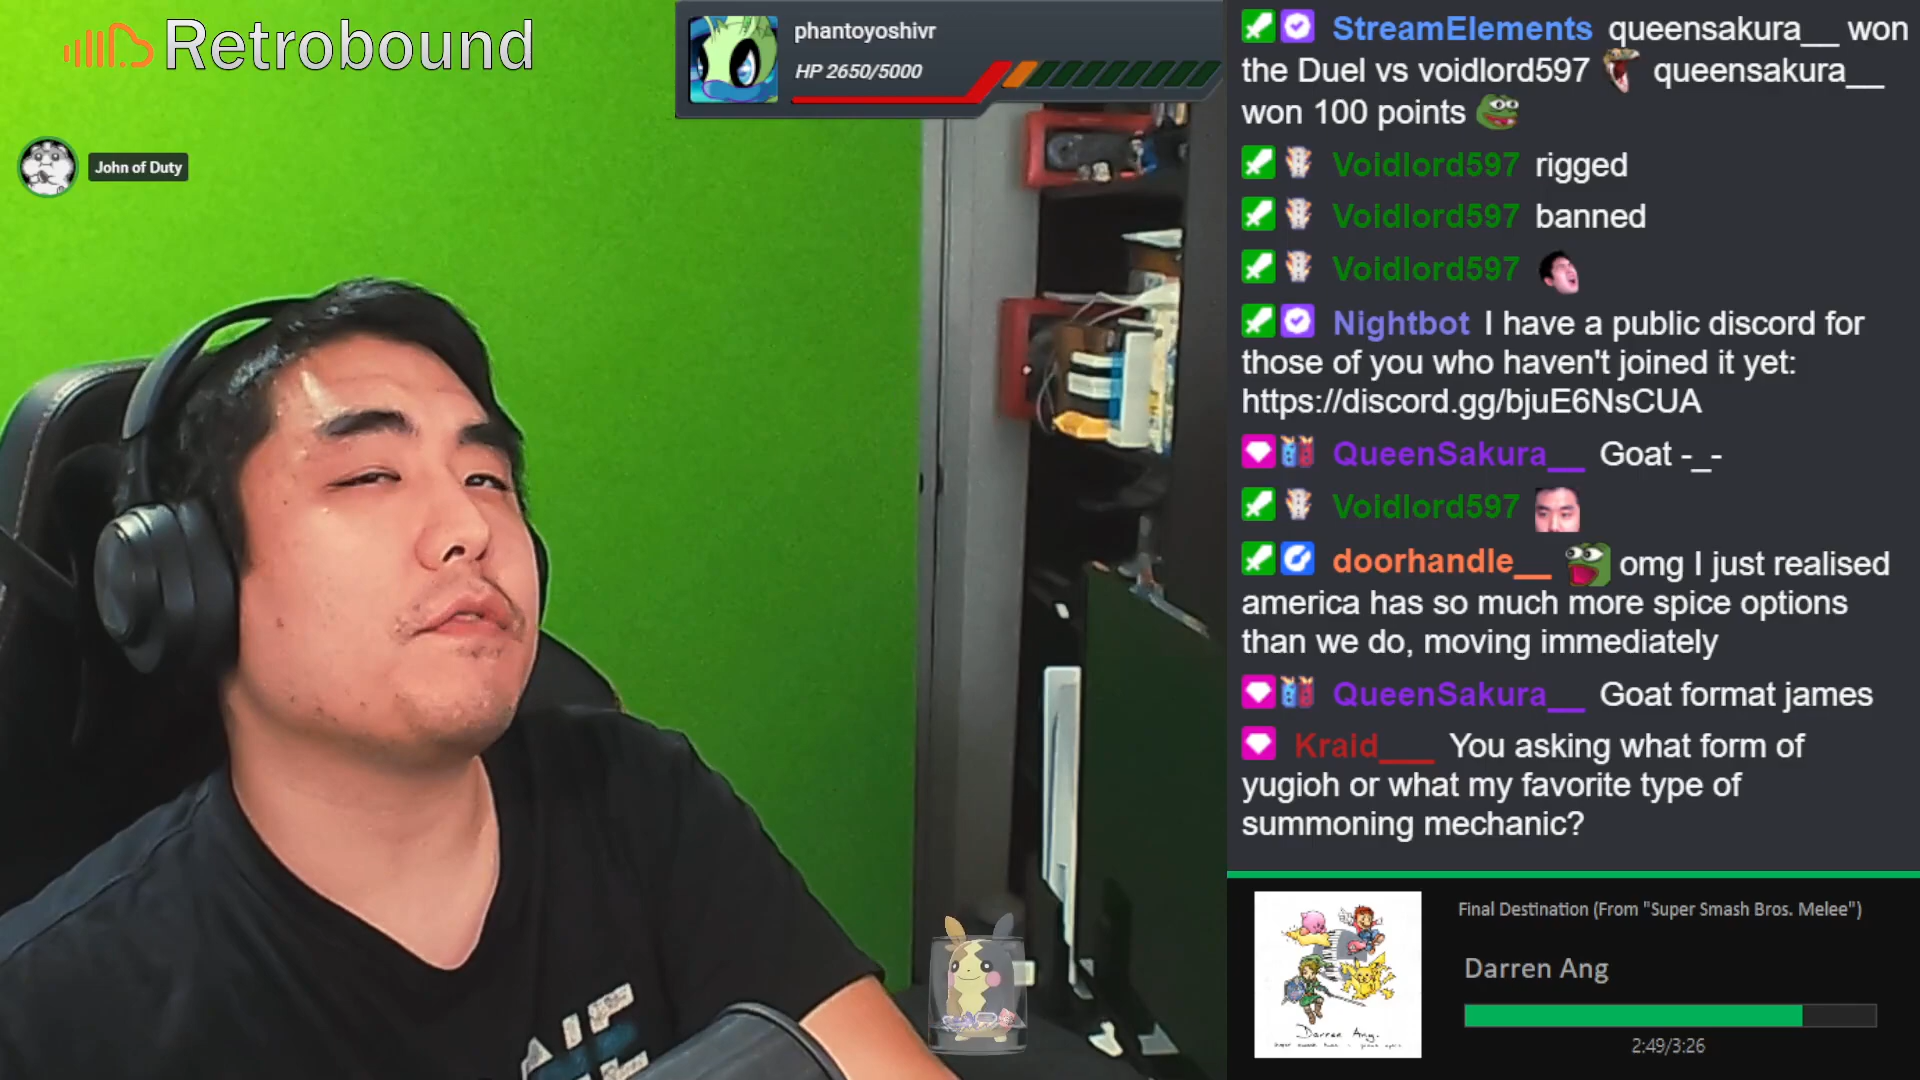 Retrobound
John of Duty
phantoyoshivr
HP 2650/5000
StreamElements queensakura__ won
the Duel vs voidlord597 queensakura__
won 100 points
Voidlord597 rigged
Voidlord597 banned
Voidlord597
Nightbot I have a public discord for
those of you who haven't joined it yet:
https://discord.gg/bjuE6NsCUA
QueenSakura__ Goat -_-
Voidlord597
doorhandle__ omg I just realised
america has so much more spice options
than we do, moving immediately
QueenSakura__ Goat format james
Kraid___ You asking what form of
yugioh or what my favorite type of
summoning mechanic?
Final Destination (From "Super Smash Bros. Melee")
Darren Ang
Darren Ang.
2:49/3:26